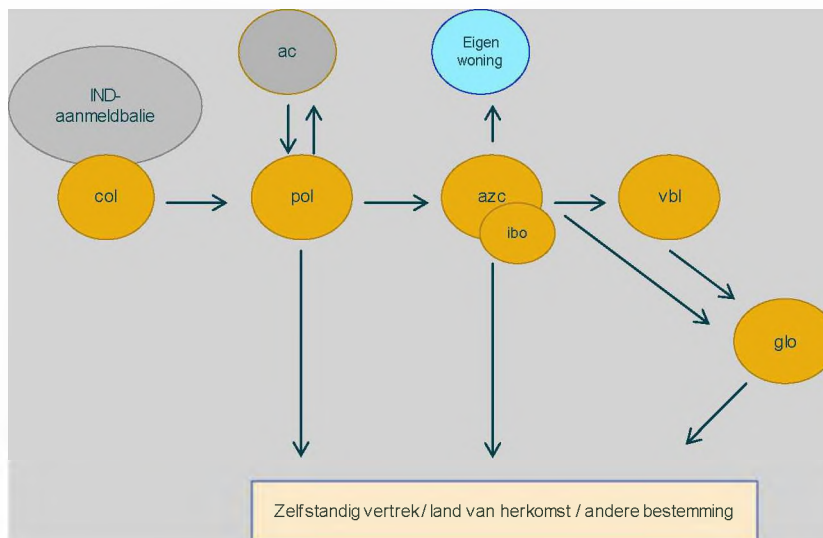 ac
Eigen
woning
IND-
aanmeldbalie
col
pol
azc
vbl
ibo
glo
Zelfstandig vertrek / land van herkomst / andere bestemming